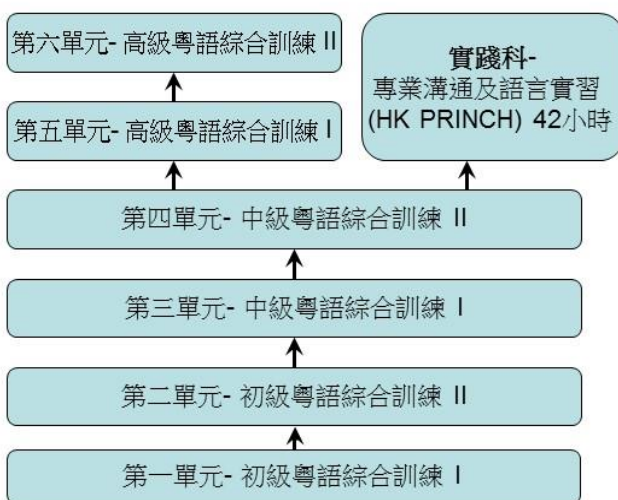 第六單元- 高級粵語綜合訓練 II
第五單元- 高級粵語綜合訓練 I
實踐科-
專業溝通及語言實習
(HK PRINCH) 42小時
第四單元- 中級粵語綜合訓練 II
第三單元- 中級粵語綜合訓練 I
第二單元- 初級粵語綜合訓練 II
第一單元- 初級粵語綜合訓練 I